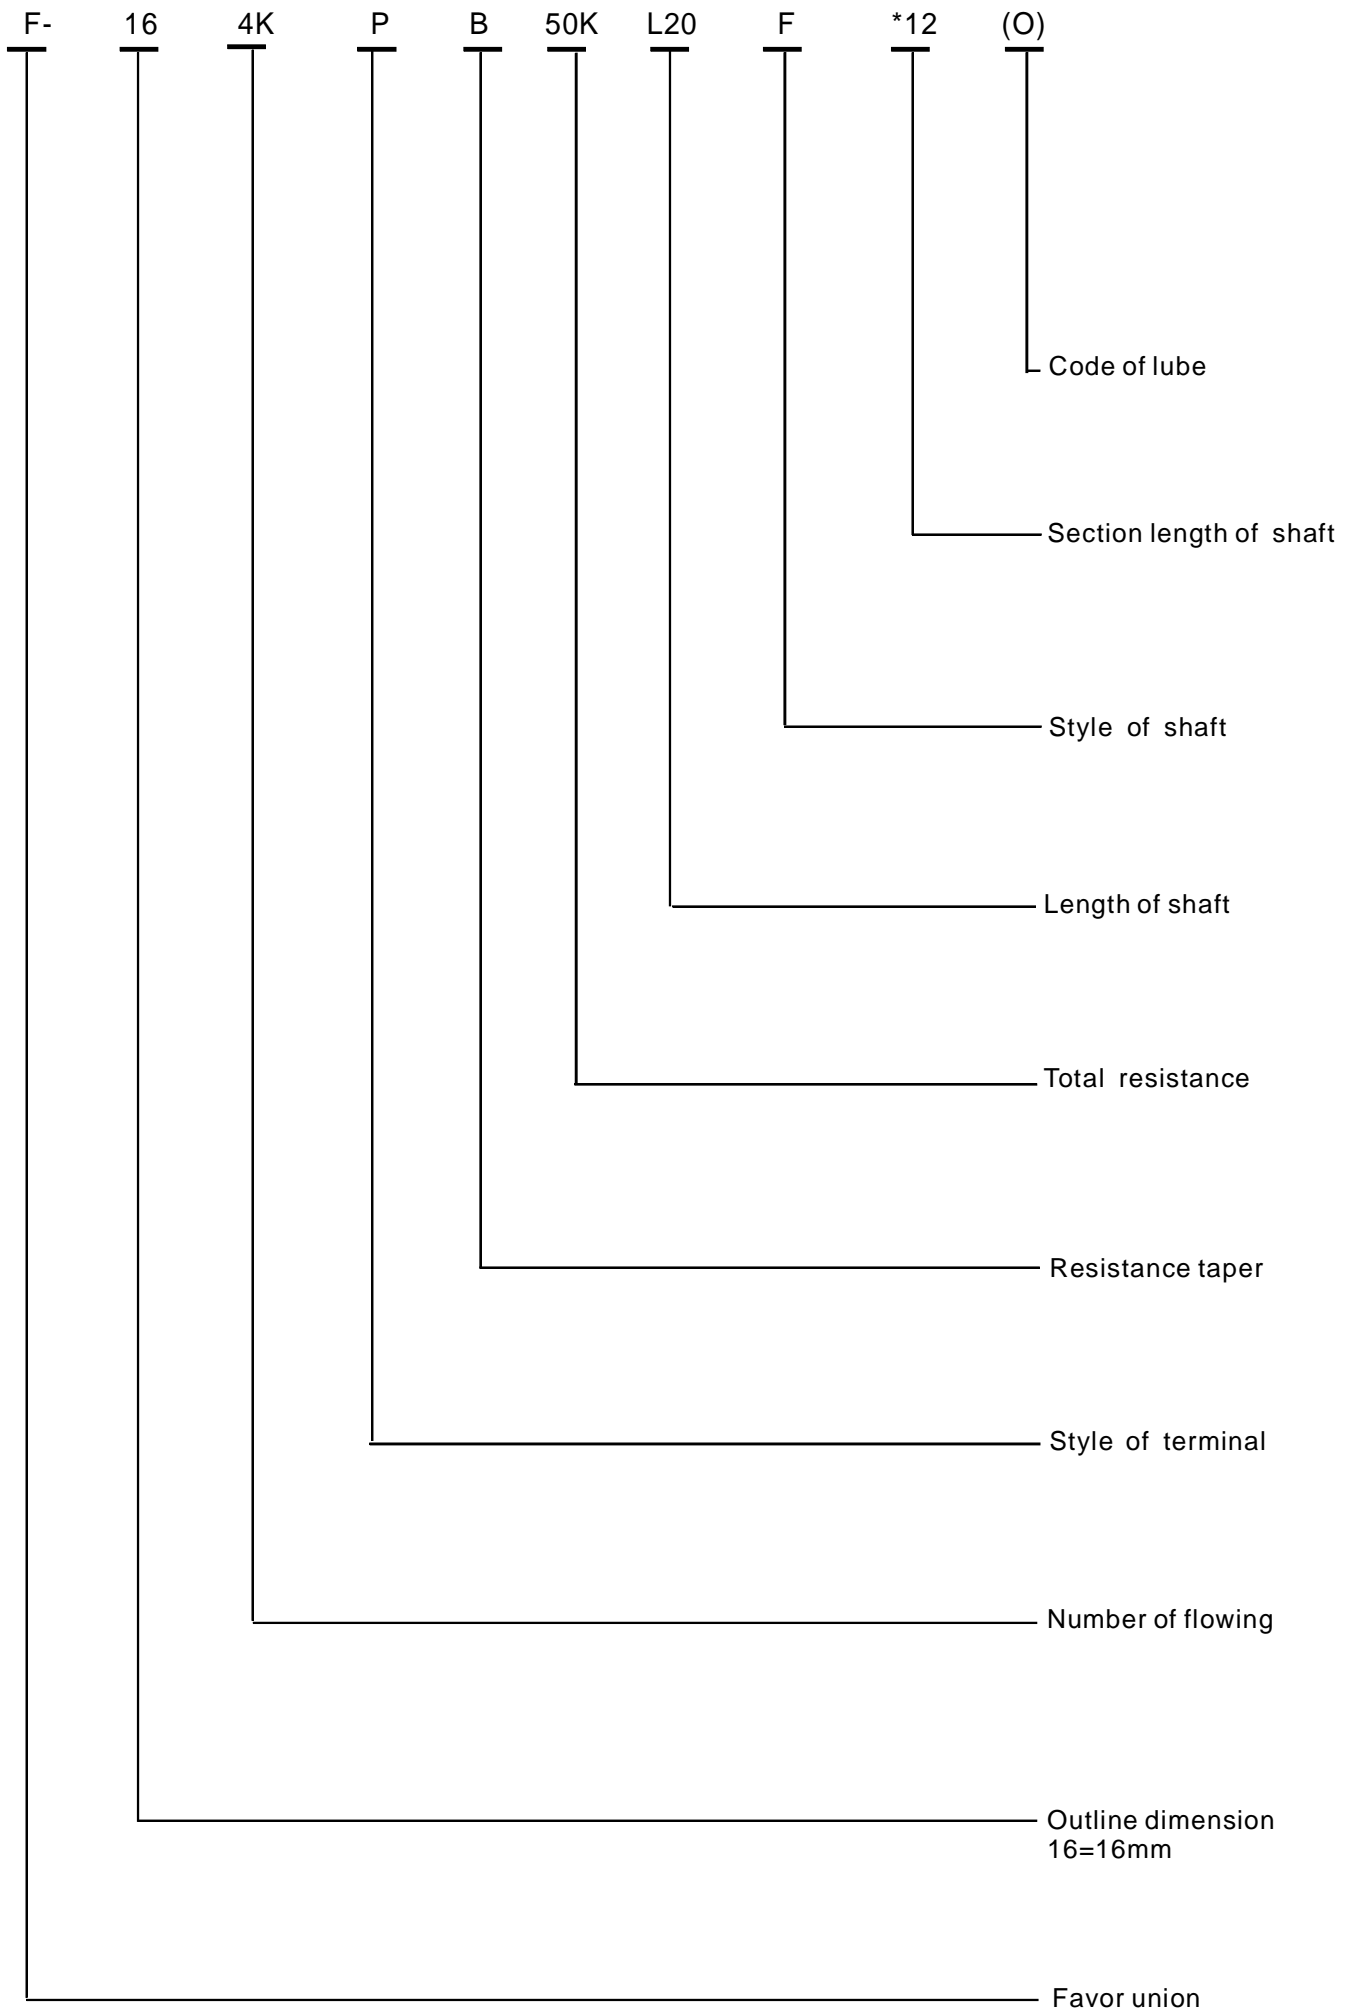 F- 16 4K P B 50K L20 F *12 (O)
Code of lube
Section length of shaft
Style of shaft
Length of shaft
Total resistance
Resistance taper
Style of terminal
Number of flowing
Outline dimension
16=16mm
Favor union